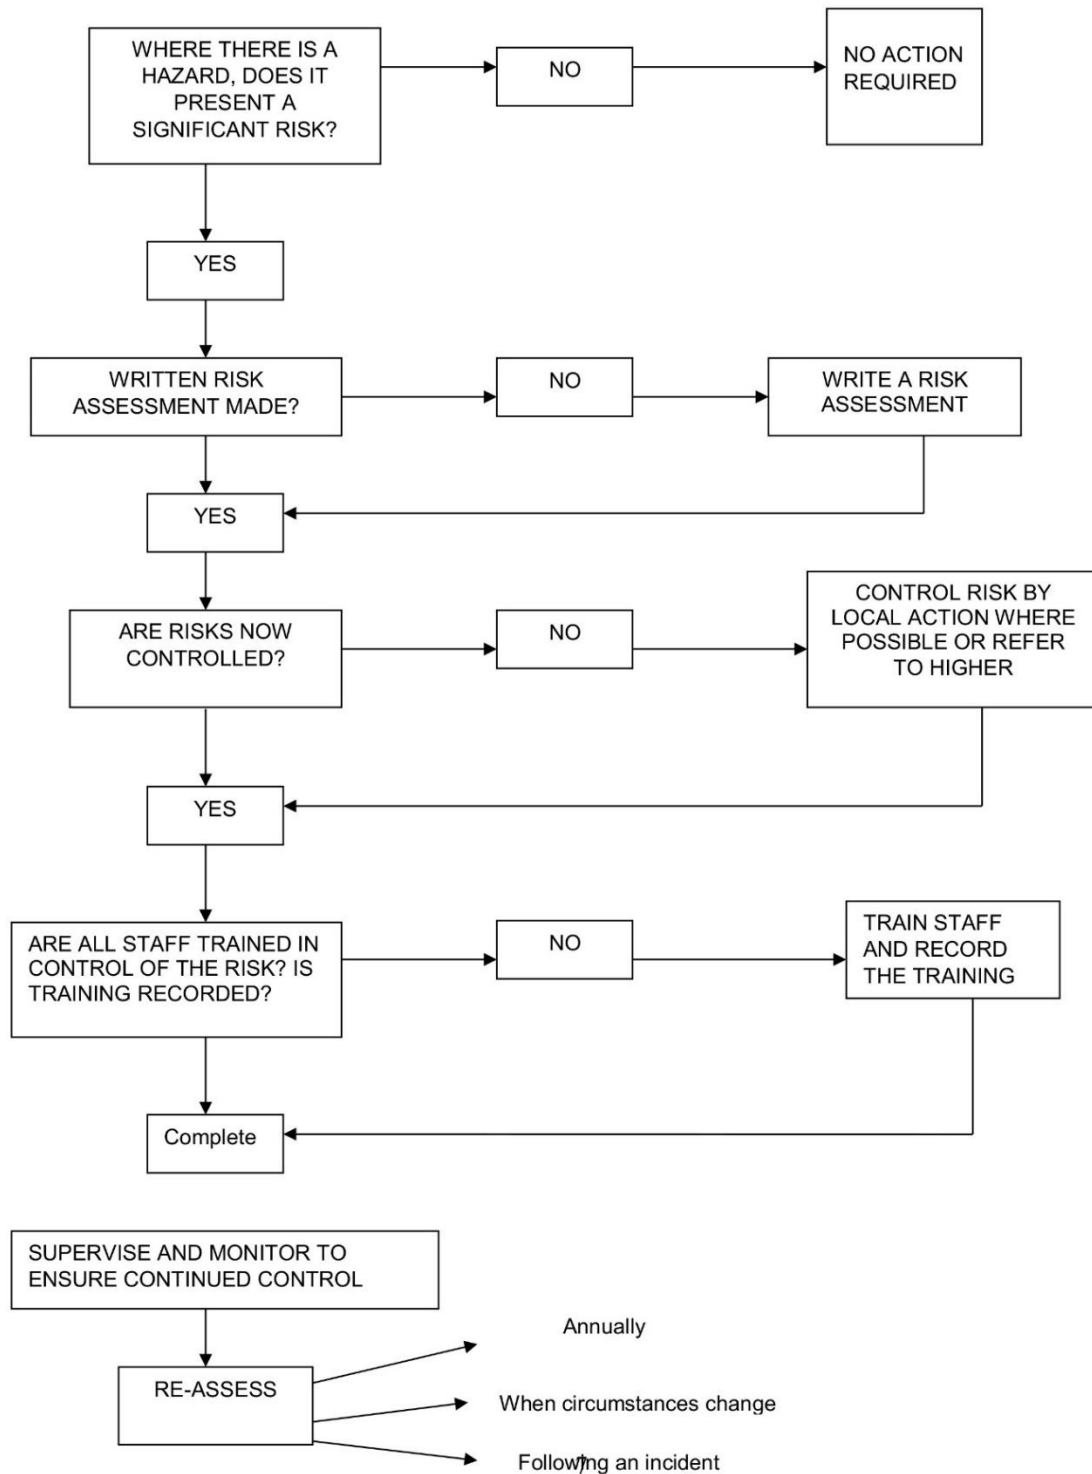 WHERE THERE IS A
HAZARD, DOES IT
PRESENT A
SIGNIFICANT RISK?
NO
NO ACTION
REQUIRED
YES
WRITTEN RISK
ASSESSMENT MADE?
NO
WRITE A RISK
ASSESSMENT
YES
ARE RISKS NOW
CONTROLLED?
NO
CONTROL RISK BY
LOCAL ACTION WHERE
POSSIBLE OR REFER
TO HIGHER
YES
ARE ALL STAFF TRAINED IN
CONTROL OF THE RISK? IS
TRAINING RECORDED?
NO
TRAIN STAFF
AND RECORD
THE TRAINING
Complete
SUPERVISE AND MONITOR TO
ENSURE CONTINUED CONTROL
RE-ASSESS
Annually
When circumstances change
Following an incident
7